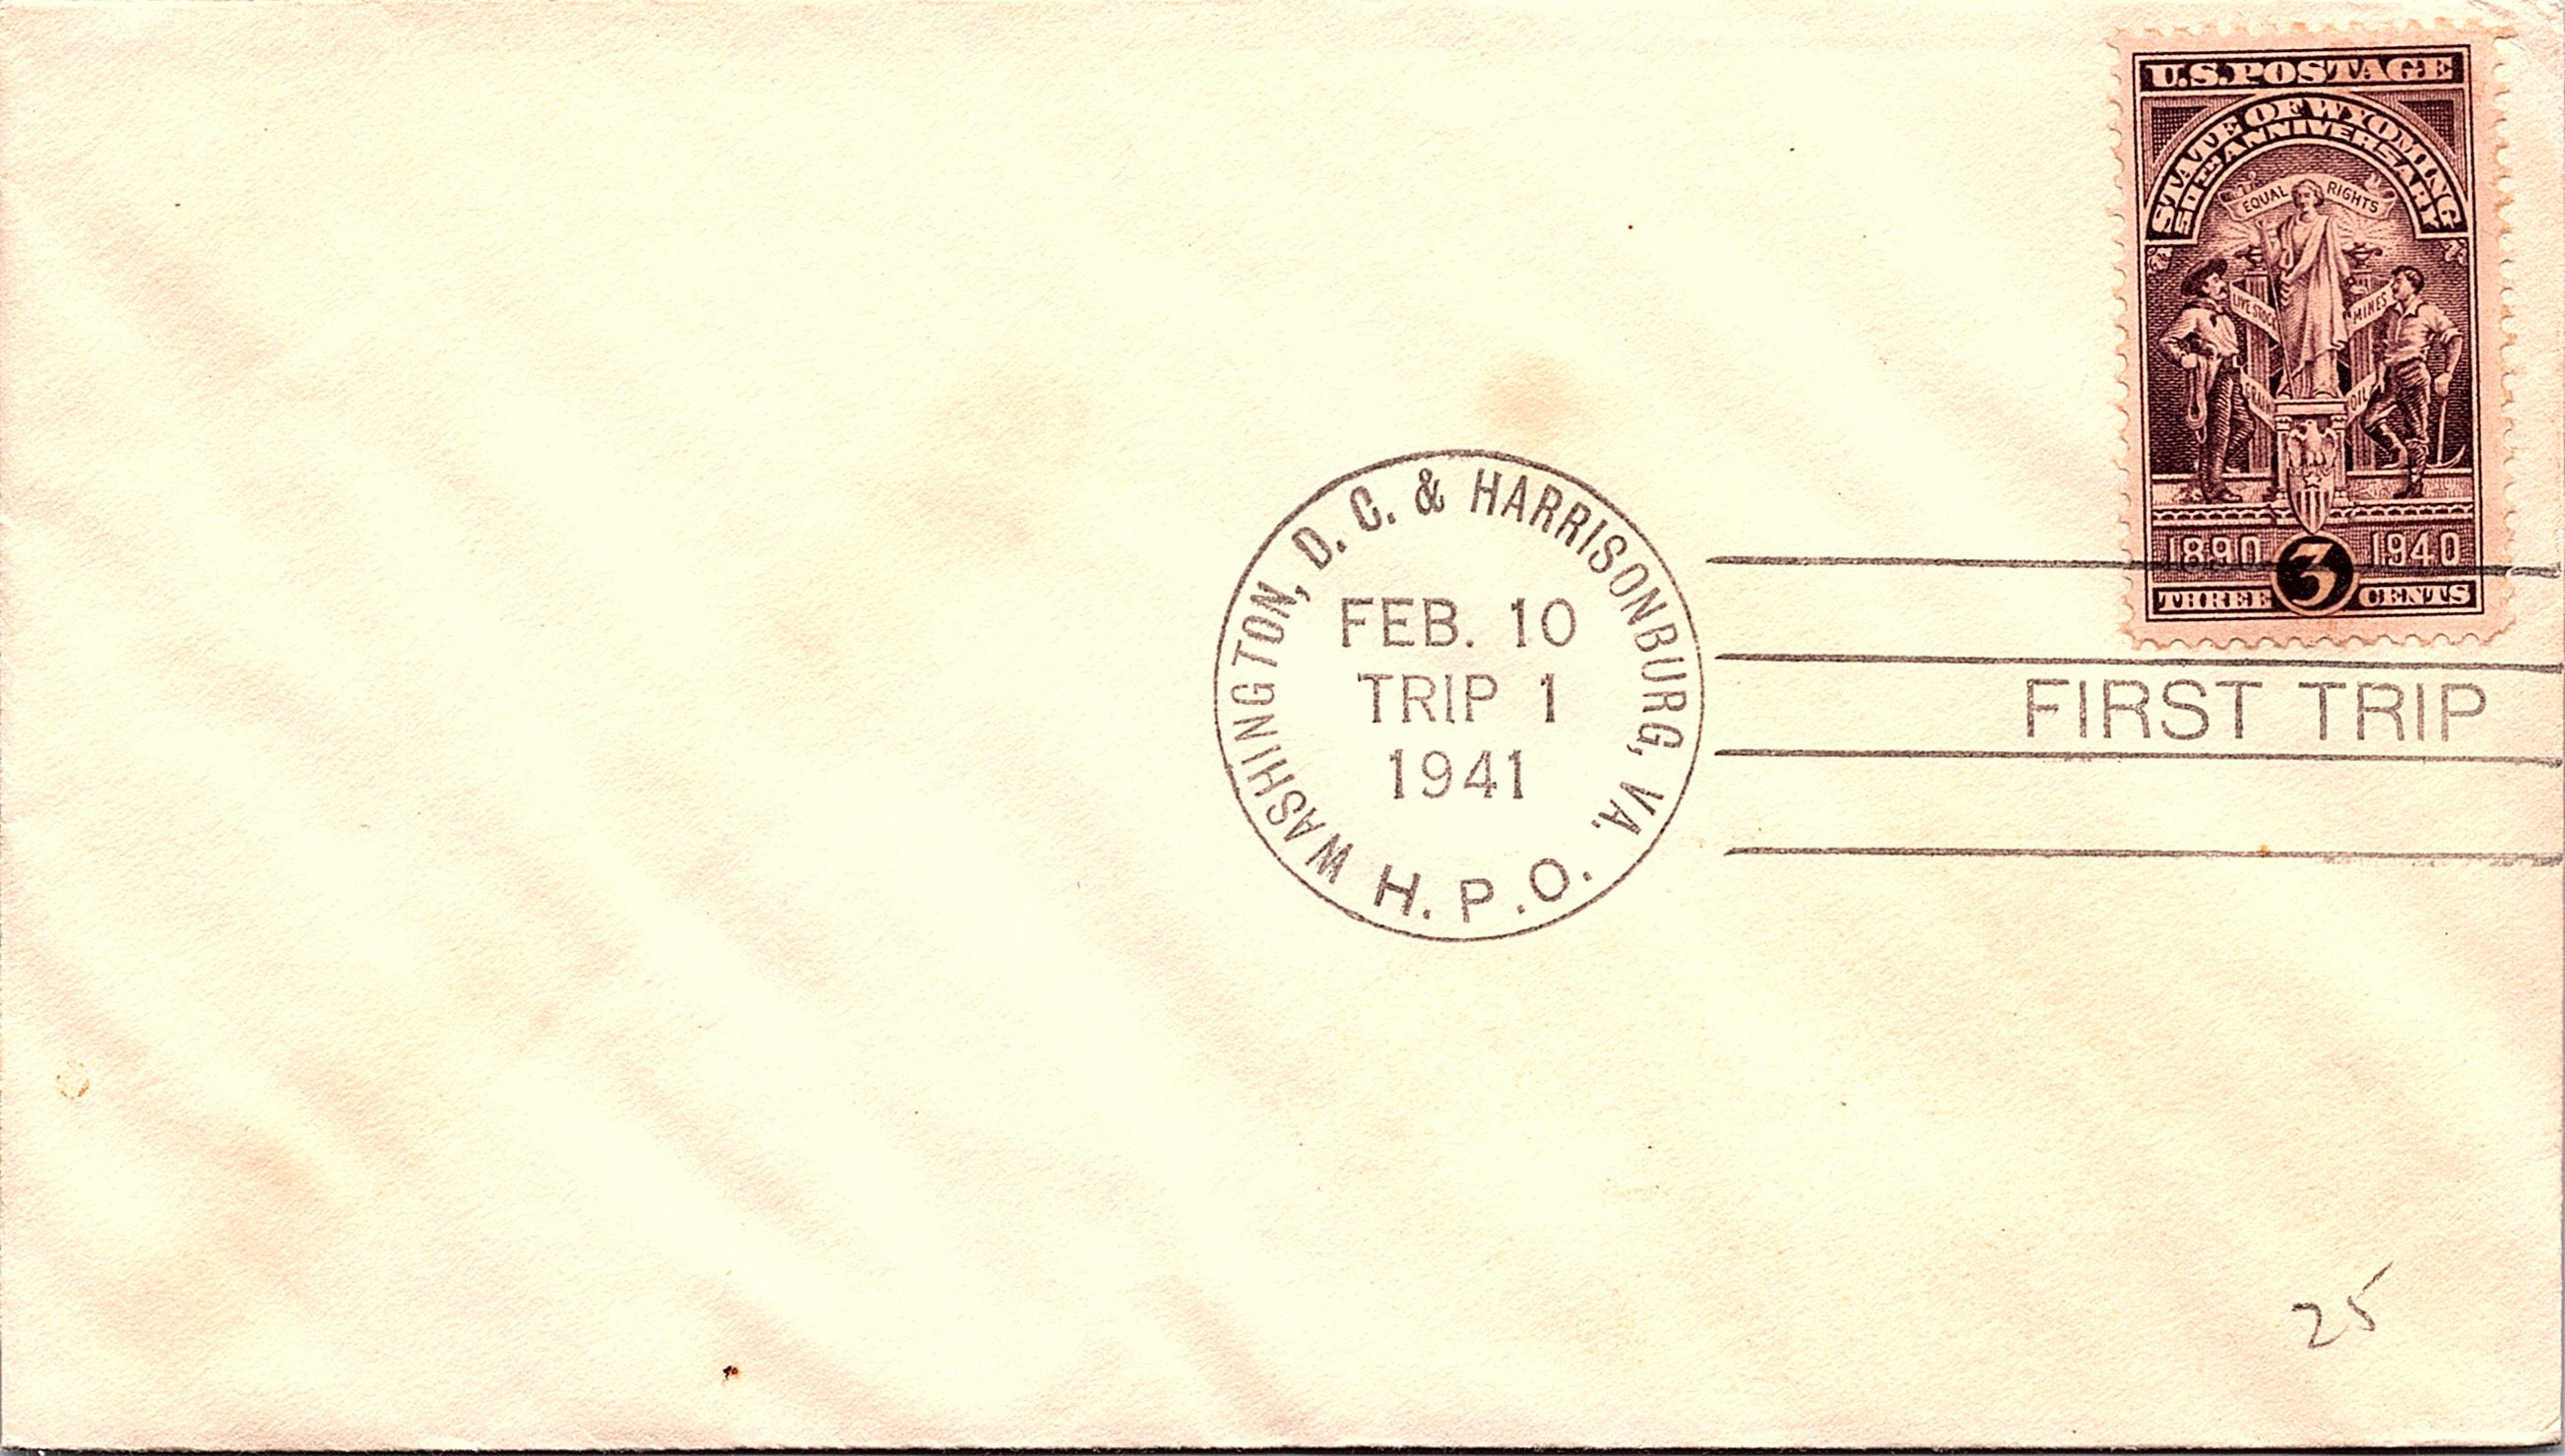 U.S. POSTAGE
STATE OF WYOMING
50TH ANNIVERSARY
EQUAL RIGHTS
LIVE STOCK
MINES
GRAIN
OIL
1890 3 1940
THREE CENTS
WASHINGTON, D. C. & HARRISONBURG, VA.
FEB. 10
TRIP 1
1941
H. P. O.
FIRST TRIP
25